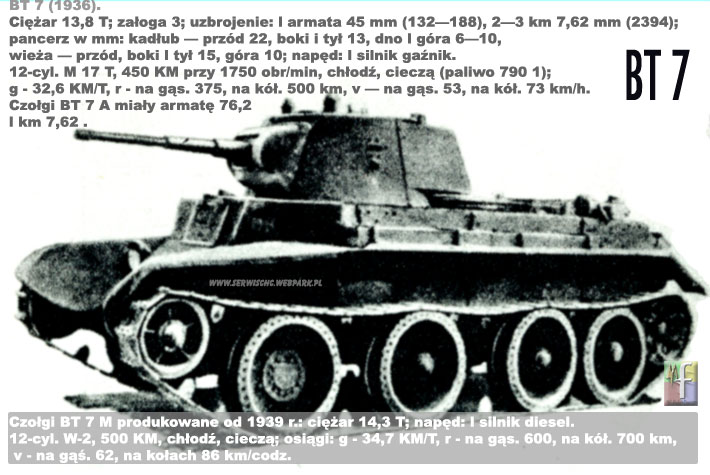 BT 7 (1936).
Ciężar 13,8 T; załoga 3; uzbrojenie: I armata 45 mm (132—188), 2—3 km 7,62 mm (2394);
pancerz w mm: kadłub — przód 22, boki i tył 13, dno I góra 6—10,
wieża — przód, boki I tył 15, góra 10; napęd: I silnik gaźnik.
12-cyl. M 17 T, 450 KM przy 1750 obr/min, chłodź, cieczą (paliwo 790 1);
g - 32,6 KM/T, r - na gąs. 375, na kół. 500 km, v — na gąs. 53, na kół. 73 km/h.
Czołgi BT 7 A miały armatę 76,2
I km 7,62 .
BT 7
www.serwischc.webpark.pl
Czołgi BT 7 M produkowane od 1939 r.: ciężar 14,3 T; napęd: I silnik diesel.
12-cyl. W-2, 500 KM, chłodź, cieczą; osiągi: g - 34,7 KM/T, r - na gąs. 600, na kół. 700 km,
v - na gąś. 62, na kołach 86 km/codz.